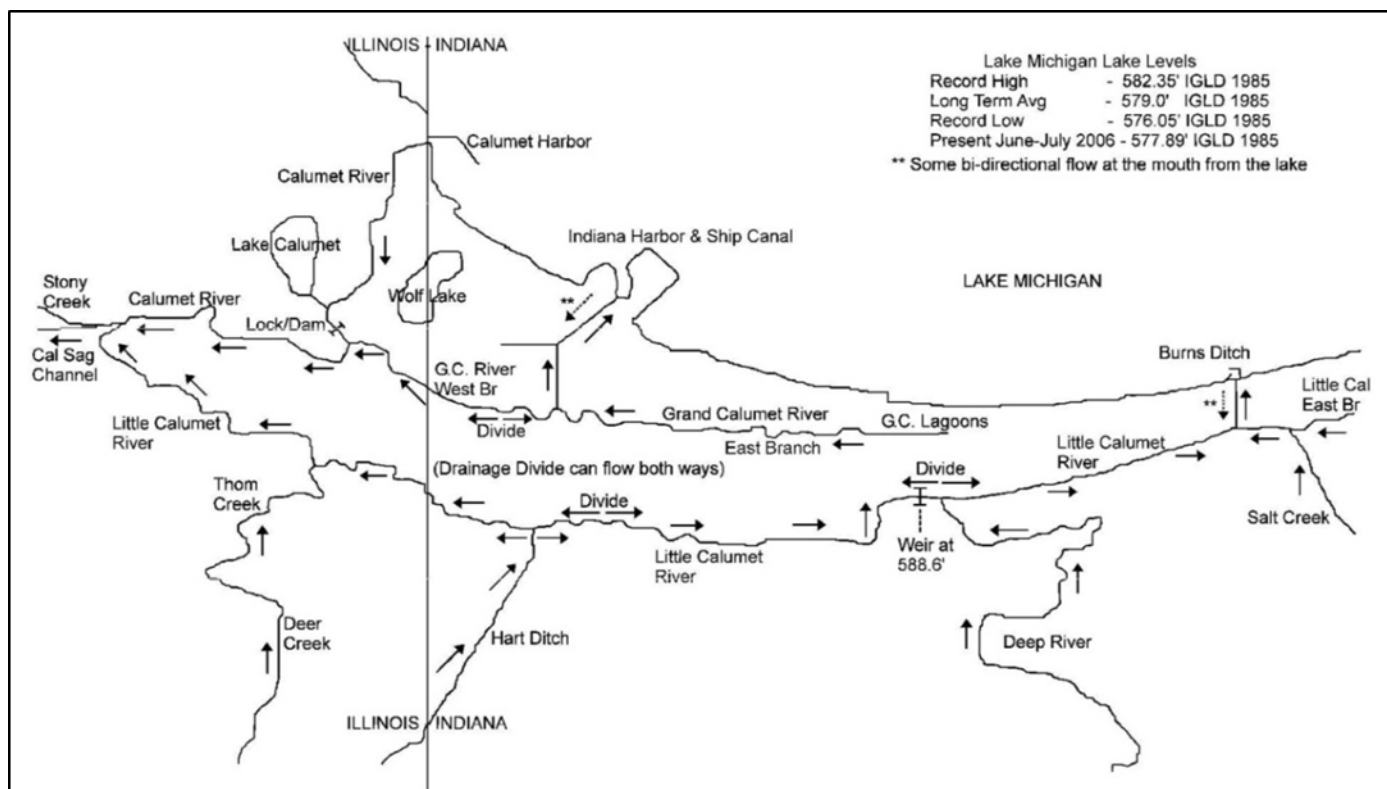 ILLINOIS - INDIANA
Lake Michigan Lake Levels
Record High - 582.35' IGLD 1985
Long Term Avg - 579.0' IGLD 1985
Record Low - 576.05' IGLD 1985
Present June-July 2006 - 577.89' IGLD 1985
** Some bi-directional flow at the mouth from the lake
Calumet Harbor
Calumet River
Lake Calumet
Indiana Harbor & Ship Canal
LAKE MICHIGAN
Stony
Creek
Calumet River
Wolf Lake
**
Lock/Dam
Cal Sag
Channel
G.C. River
West Br
Burns Ditch
**
Little Cal
East Br
Little Calumet
River
Divide
Grand Calumet River
East Branch
G.C. Lagoons
Little Calumet
River
(Drainage Divide can flow both ways)
Thorn
Creek
Divide
Divide
Weir at
588.6'
Salt Creek
Little Calumet
River
Deer
Creek
Hart Ditch
Deep River
ILLINOIS - INDIANA